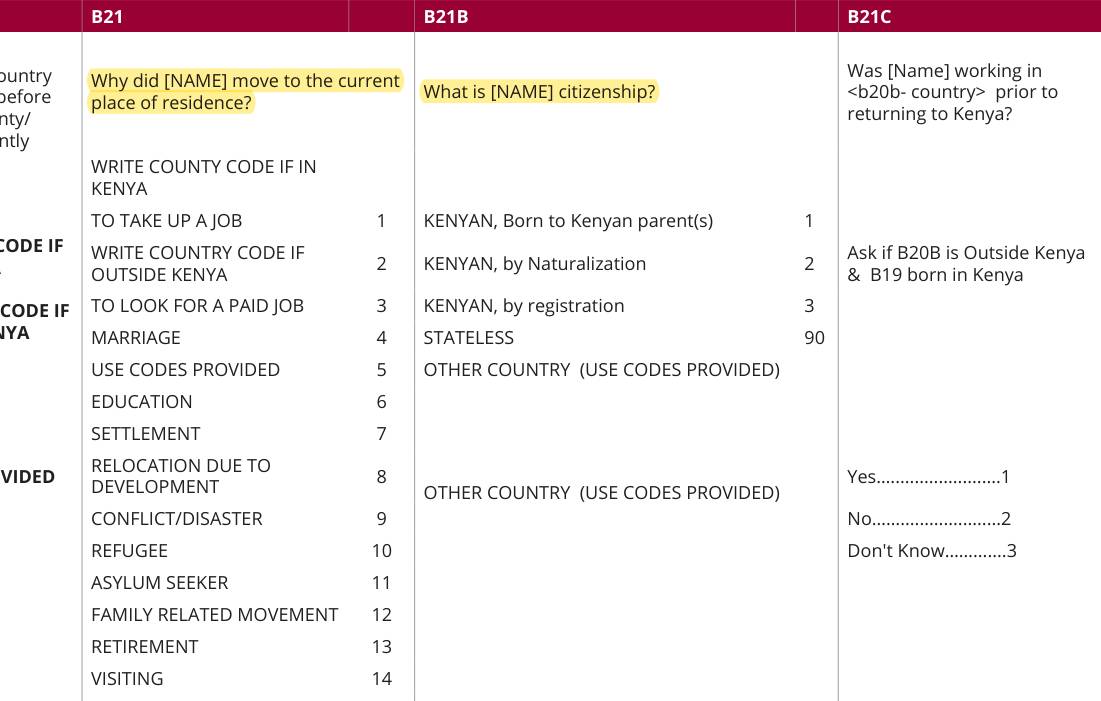 B21 B21B B21C
ountry
before
nty/
ntly
CODE IF
CODE IF
NYA
VIDED
Why did [NAME] move to the current
place of residence?
WRITE COUNTY CODE IF IN
KENYA
TO TAKE UP A JOB 1
WRITE COUNTRY CODE IF
OUTSIDE KENYA 2
TO LOOK FOR A PAID JOB 3
MARRIAGE 4
USE CODES PROVIDED 5
EDUCATION 6
SETTLEMENT 7
RELOCATION DUE TO
DEVELOPMENT 8
CONFLICT/DISASTER 9
REFUGEE 10
ASYLUM SEEKER 11
FAMILY RELATED MOVEMENT 12
RETIREMENT 13
VISITING 14
What is [NAME] citizenship?
KENYAN, Born to Kenyan parent(s) 1
KENYAN, by Naturalization 2
KENYAN, by registration 3
STATELESS 90
OTHER COUNTRY  (USE CODES PROVIDED)
OTHER COUNTRY  (USE CODES PROVIDED)
Was [Name] working in
<b20b- country>  prior to
returning to Kenya?
Ask if B20B is Outside Kenya
&  B19 born in Kenya
Yes..........................1
No...........................2
Don't Know.............3